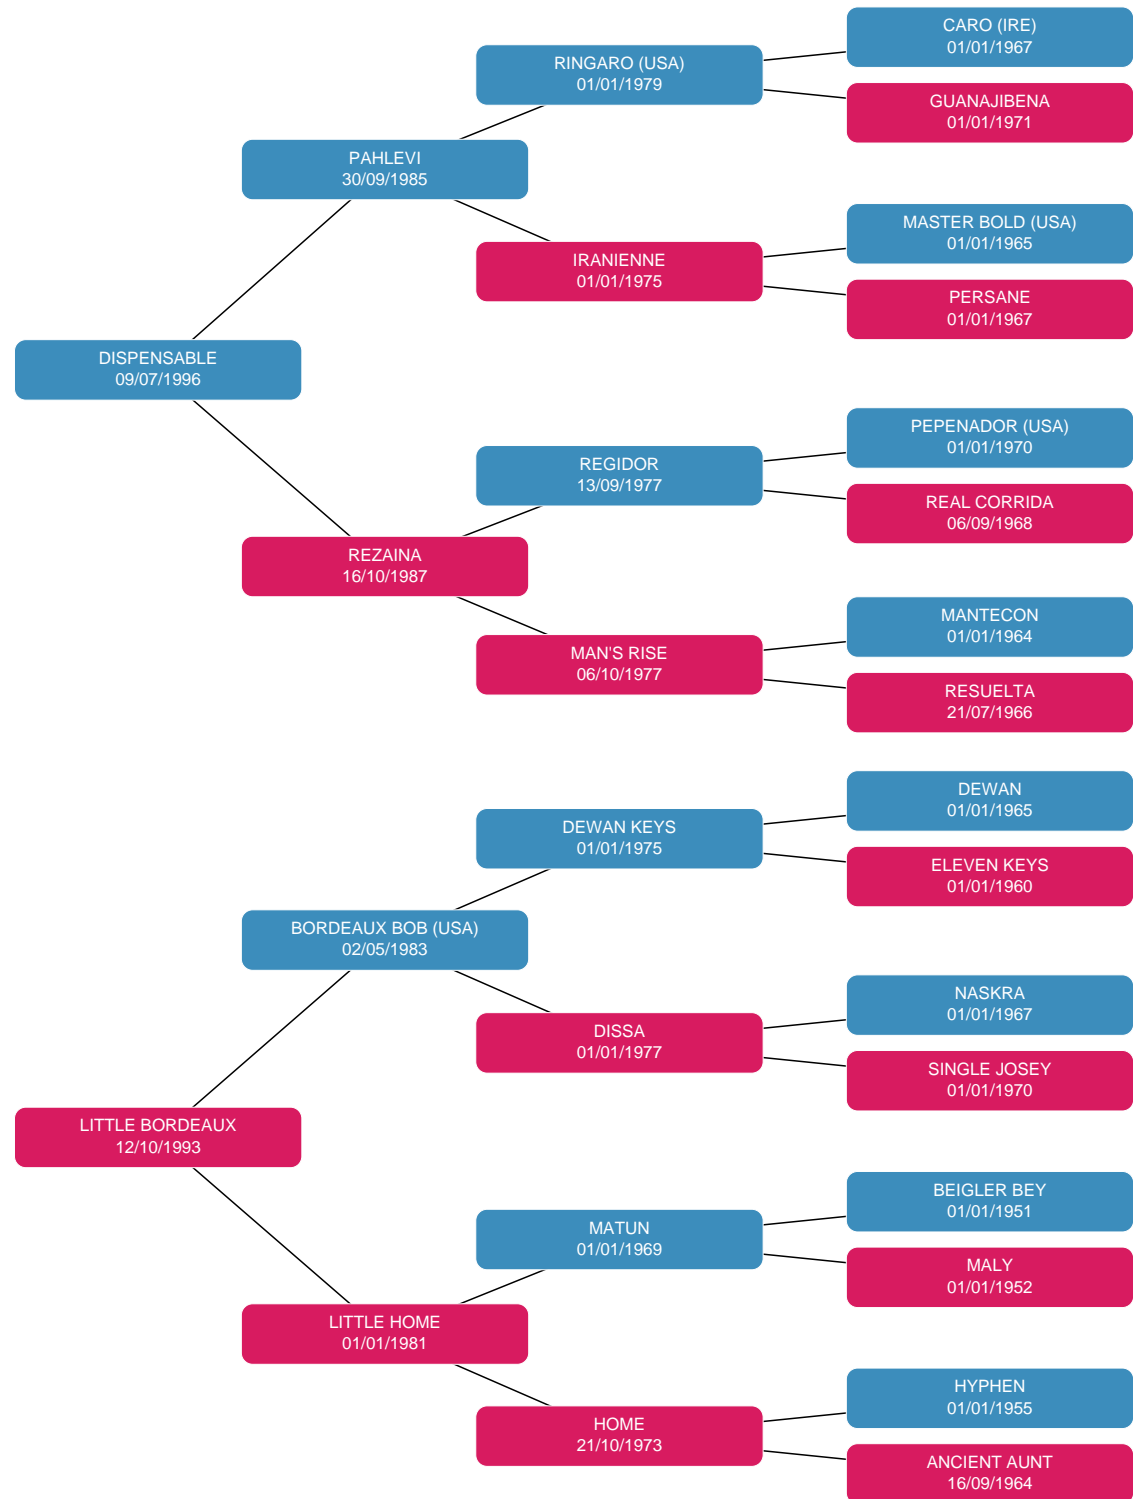 CARO (IRE)
01/01/1967
RINGARO (USA)
01/01/1979
GUANAJIBENA
01/01/1971
PAHLEVI
30/09/1985
MASTER BOLD (USA)
01/01/1965
IRANIENNE
01/01/1975
PERSANE
01/01/1967
DISPENSABLE
09/07/1996
PEPENADOR (USA)
01/01/1970
REGIDOR
13/09/1977
REAL CORRIDA
06/09/1968
REZAINA
16/10/1987
MANTECON
01/01/1964
MAN'S RISE
06/10/1977
RESUELTA
21/07/1966
DEWAN
01/01/1965
DEWAN KEYS
01/01/1975
ELEVEN KEYS
01/01/1960
BORDEAUX BOB (USA)
02/05/1983
NASKRA
01/01/1967
DISSA
01/01/1977
SINGLE JOSEY
01/01/1970
LITTLE BORDEAUX
12/10/1993
BEIGLER BEY
01/01/1951
MATUN
01/01/1969
MALY
01/01/1952
LITTLE HOME
01/01/1981
HYPHEN
01/01/1955
HOME
21/10/1973
ANCIENT AUNT
16/09/1964